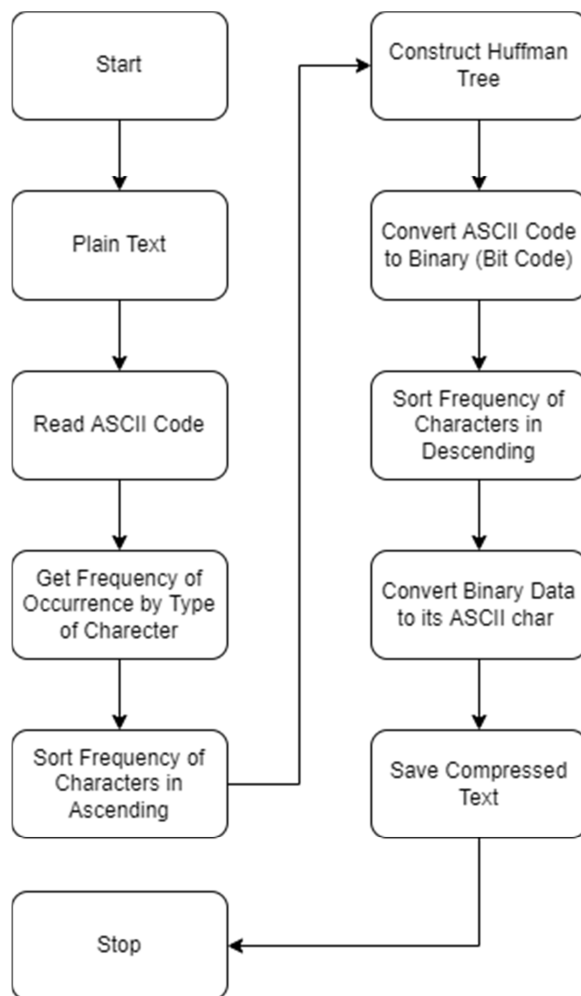 Start
Plain Text
Read ASCII Code
Get Frequency of
Occurrence by Type
of Charecter
Sort Frequency of
Characters in
Ascending
Construct Huffman
Tree
Convert ASCII Code
to Binary (Bit Code)
Sort Frequency of
Characters in
Descending
Convert Binary Data
to its ASCII char
Save Compressed
Text
Stop